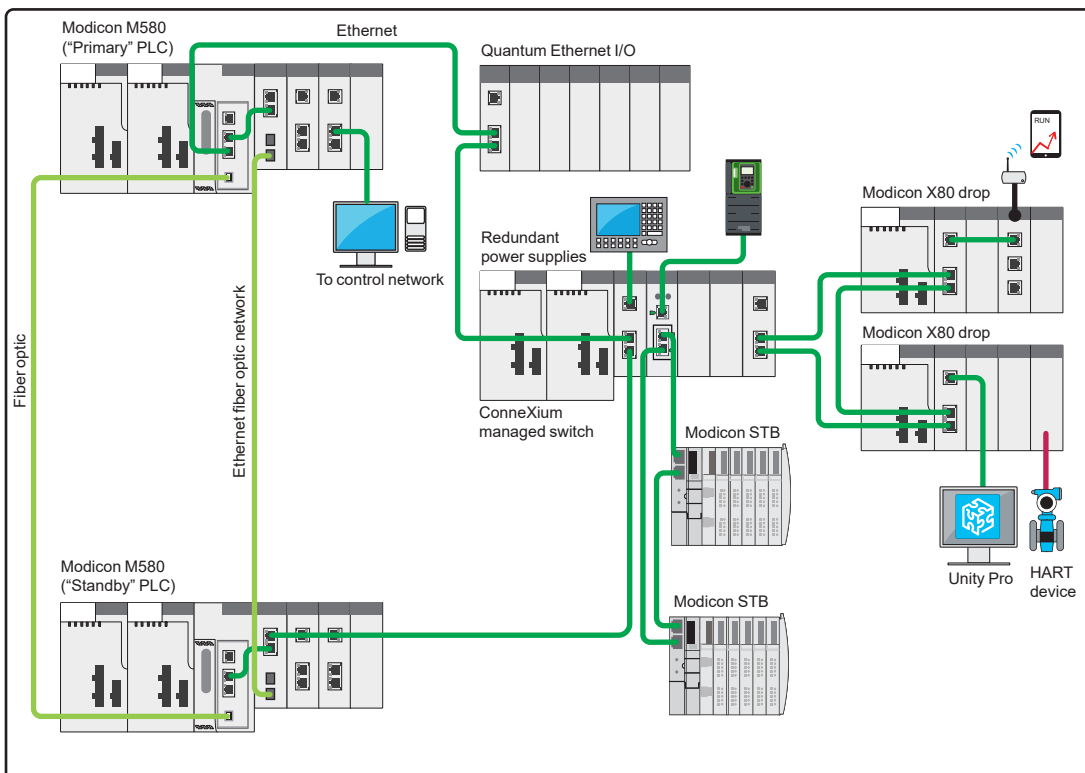 Modicon M580
(“Primary” PLC)
Ethernet
Quantum Ethernet I/O
RUN
Modicon X80 drop
Redundant
power supplies
To control network
Modicon X80 drop
Fiber optic
Ethernet fiber optic network
ConneXium
managed switch
Modicon STB
Modicon M580
(“Standby” PLC)
Unity Pro
HART
device
Modicon STB